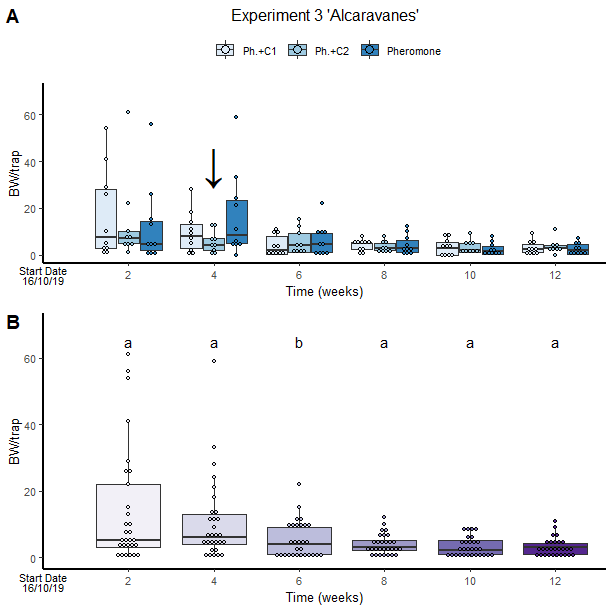 A
Experiment 3 'Alcaravanes'
Ph.+C1 Ph.+C2 Pheromone
BW/trap
60
40
20
0
Start Date
16/10/19
2 4 6 8 10 12
Time (weeks)
B
a a b a a a
BW/trap
60
40
20
0
Start Date
16/10/19
2 4 6 8 10 12
Time (weeks)